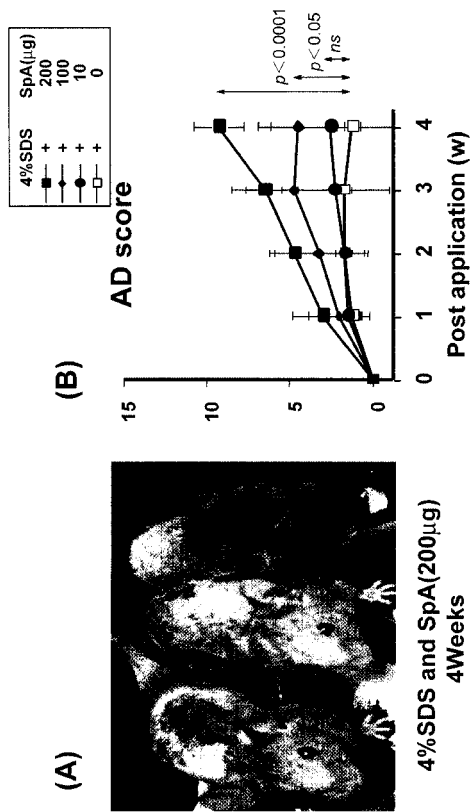 (A)
4%SDS and SpA(200μg)
4Weeks
(B)
4%SDS SpA(μg)
+ 200
+ 100
+ 10
+ 0
AD score
15
10
5
0
0 1 2 3 4
Post application (w)
p<0.0001
p<0.05
ns